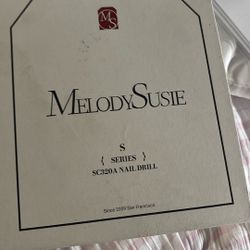 MS
MELODYSUSIE
S
{ SERIES }
SC320A NAIL DRILL
Since 2009 San Francisco